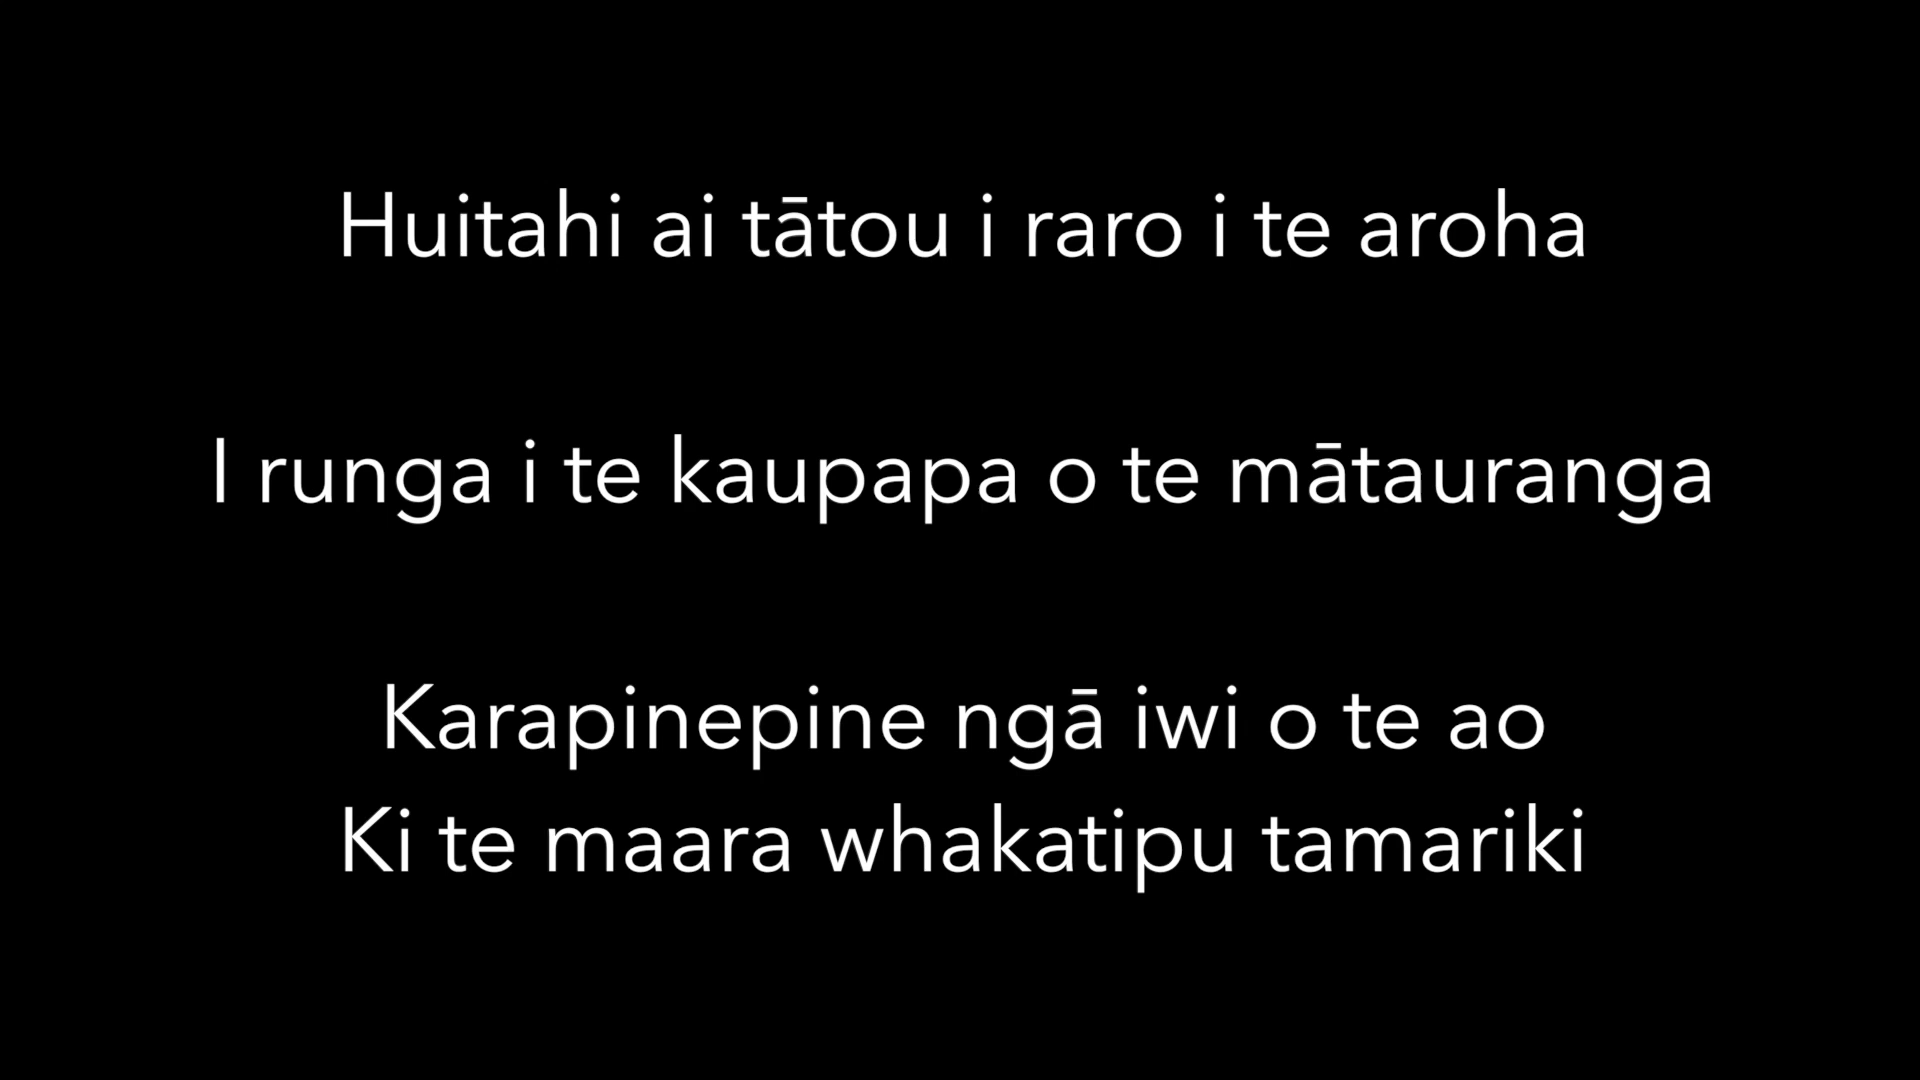 Huitahi ai tātou i raro i te aroha
I runga i te kaupapa o te mātauranga
Karapinepine ngā iwi o te ao
Ki te maara whakatipu tamariki